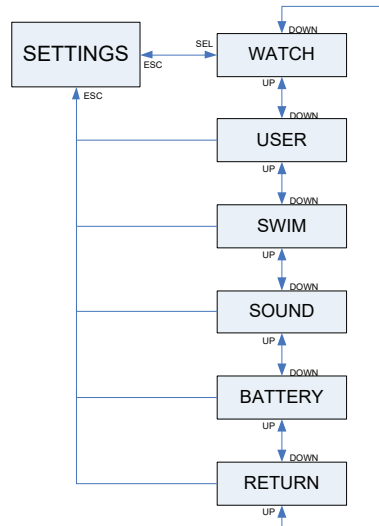 DOWN
SETTINGS
SEL
ESC
WATCH
ESC
UP
DOWN
USER
UP
DOWN
SWIM
UP
DOWN
SOUND
UP
DOWN
BATTERY
UP
DOWN
RETURN
UP